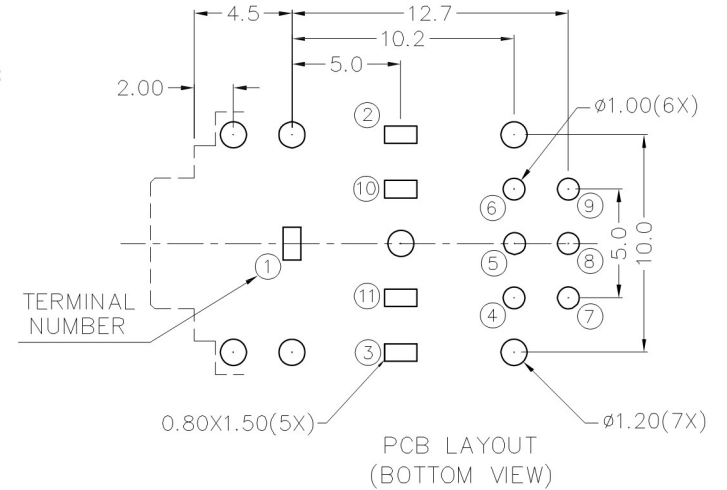 4.5
12.7
10.2
5.0
2.00
ø1.00(6X)
2
10
6
9
1
5
8
5.0
10.0
TERMINAL
NUMBER
11
4
7
3
0.80X1.50(5X)
ø1.20(7X)
PCB LAYOUT
(BOTTOM VIEW)